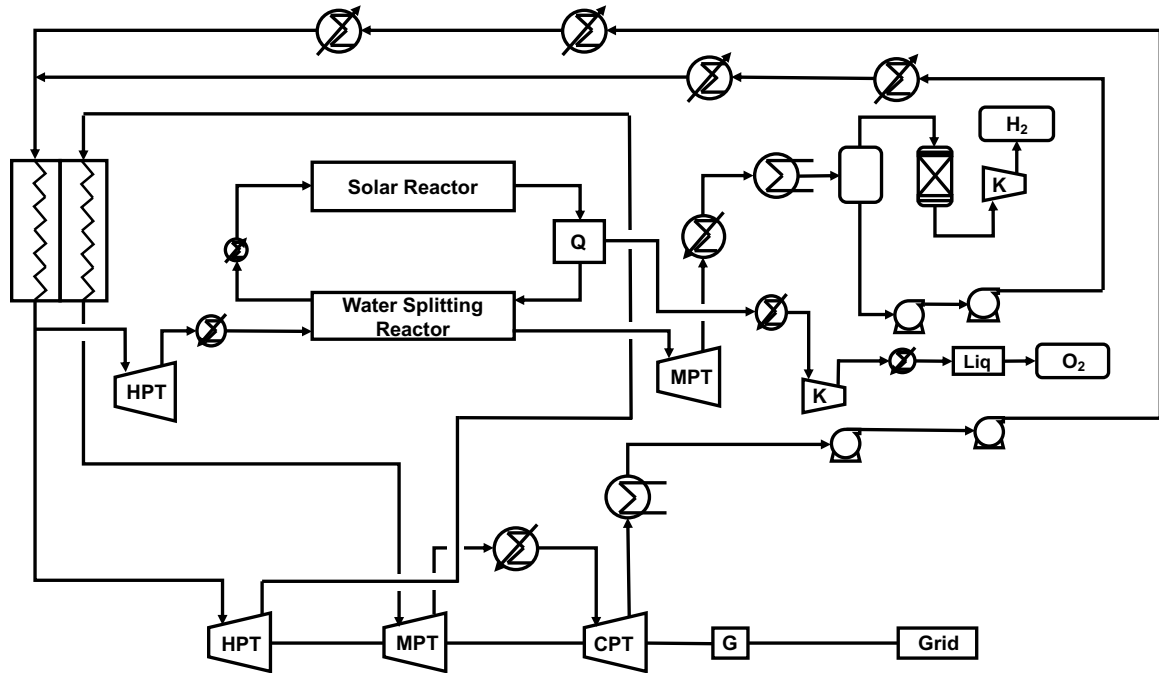 H₂
K
Solar Reactor
Q
Water Splitting
Reactor
HPT
MPT
K
Liq
O₂
HPT
MPT
CPT
G
Grid